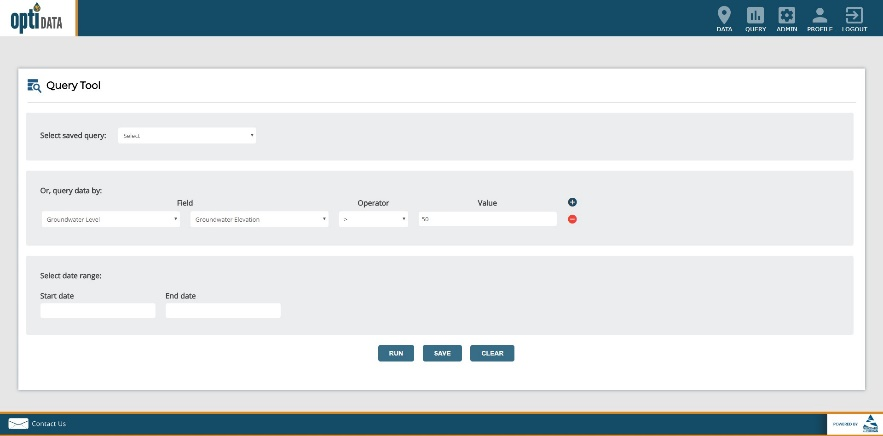 opti DATA
DATA QUERY ADMIN PROFILE LOGOUT
Query Tool
Select saved query: Select
Or, query data by:
Field Operator Value
Groundwater Level Groundwater Elevation > 50
Select date range:
Start date End date
RUN SAVE CLEAR
Contact Us POWERED BY